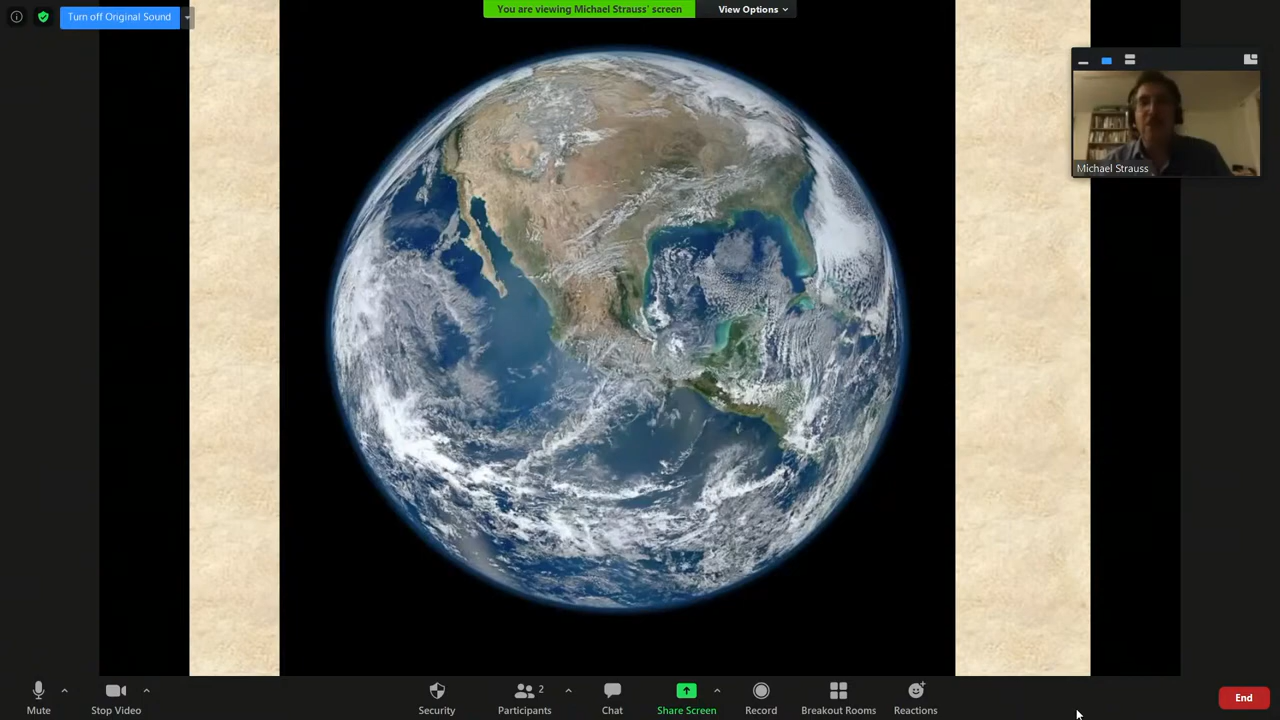 Turn off Original Sound
You are viewing Michael Strauss' screen
View Options
Michael Strauss
Mute
Stop Video
Security
Participants
2
Chat
Share Screen
Record
Breakout Rooms
Reactions
End